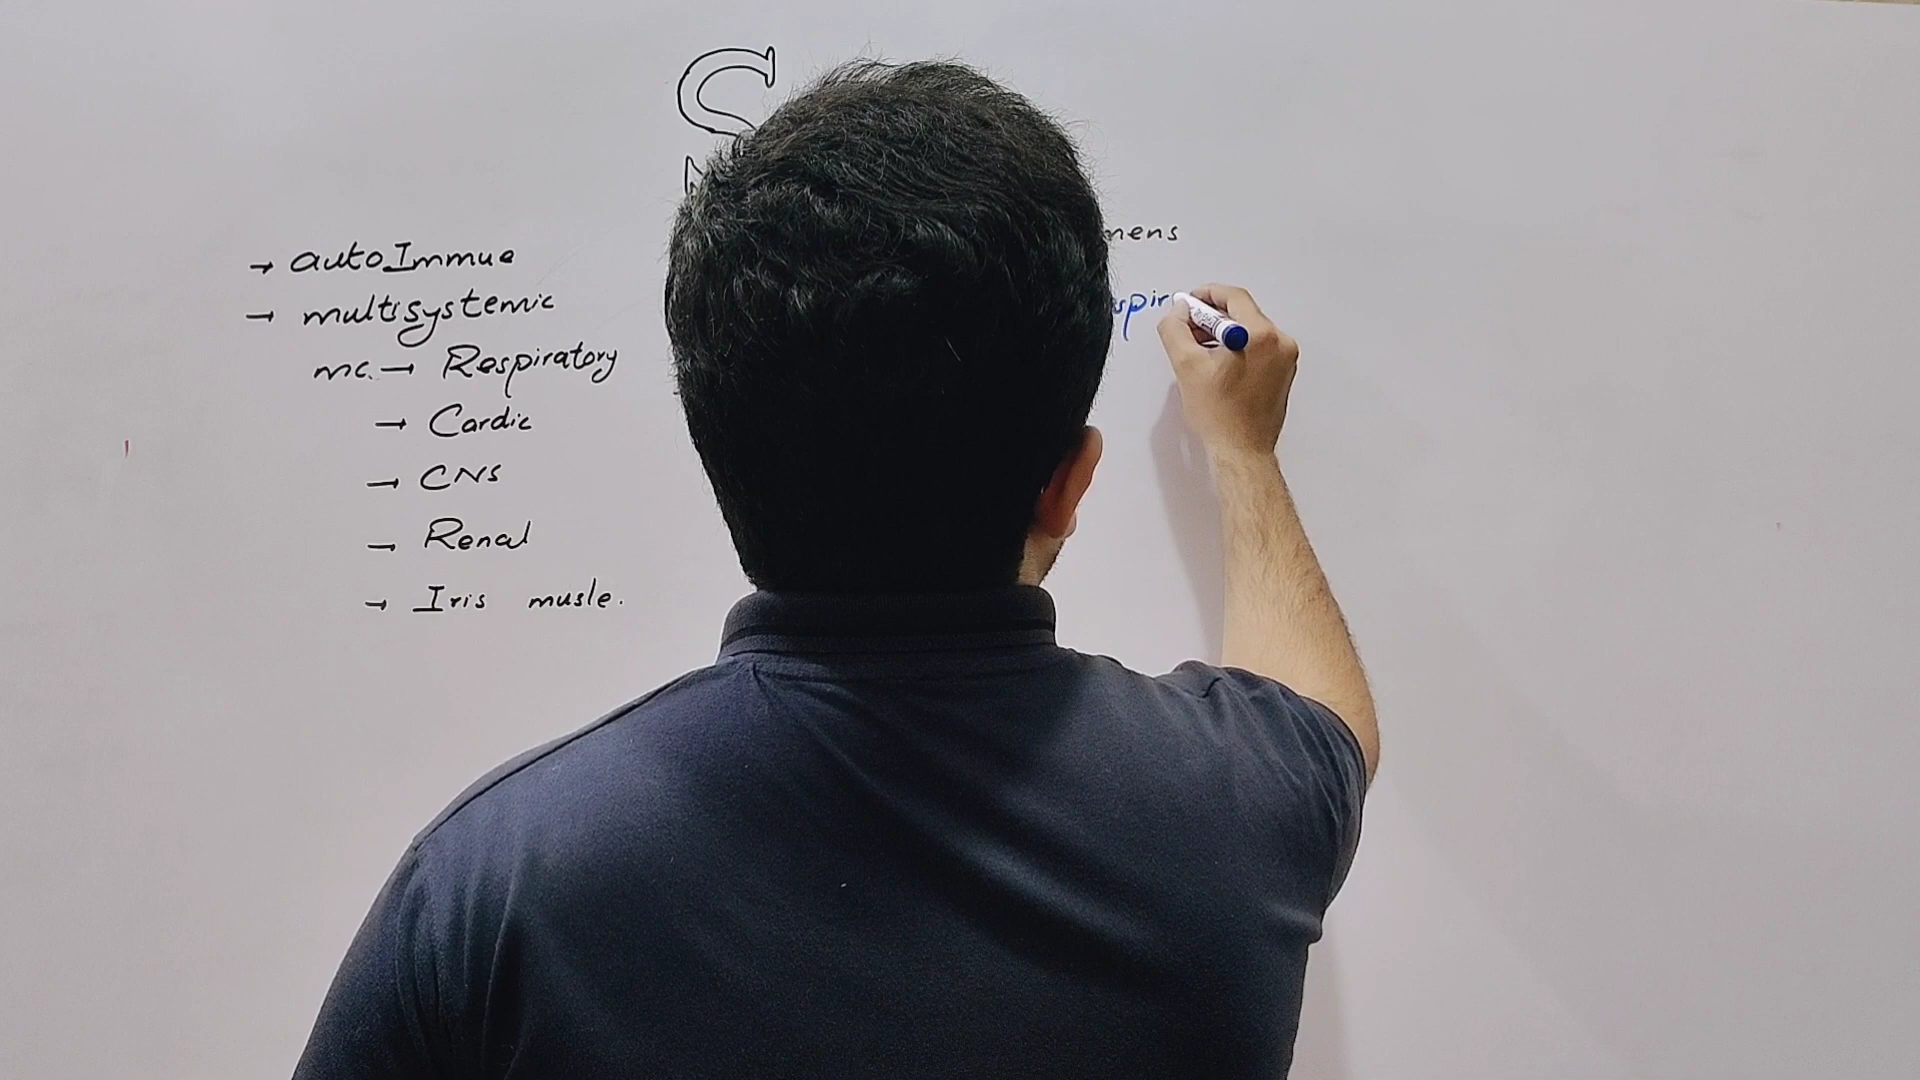 S
→ autoImmue
→ multisystemic
mc. → Respiratory
→ Cardic
→ CNS
→ Renal
→ Iris musle.
mens
spir